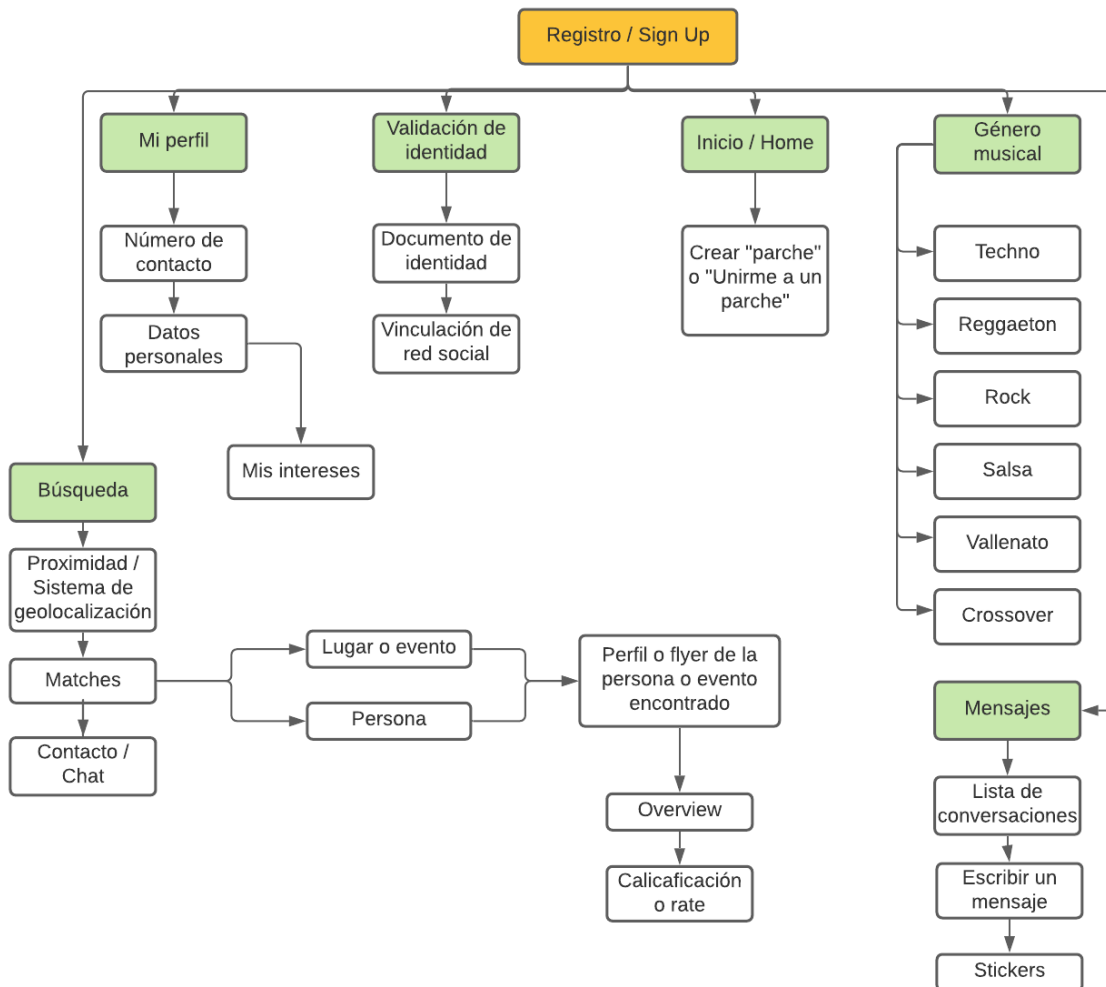 Registro / Sign Up
Mi perfil
Número de
contacto
Datos
personales
Mis intereses
Validación de
identidad
Documento de
identidad
Vinculación de
red social
Inicio / Home
Crear "parche"
o "Unirme a un
parche"
Género
musical
Techno
Reggaeton
Rock
Salsa
Vallenato
Crossover
Búsqueda
Proximidad /
Sistema de
geolocalización
Matches
Contacto /
Chat
Lugar o evento
Persona
Perfil o flyer de la
persona o evento
encontrado
Overview
Calicaficación
o rate
Mensajes
Lista de
conversaciones
Escribir un
mensaje
Stickers